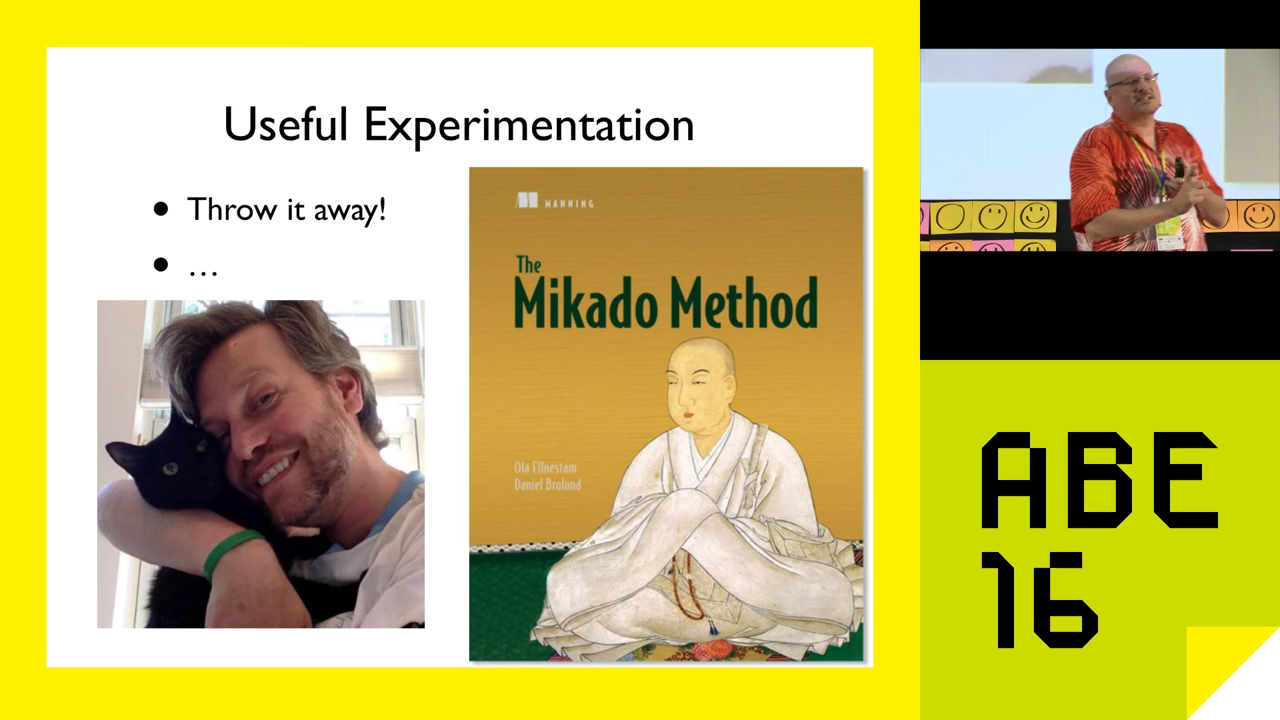 Useful Experimentation
• Throw it away!
• ...
MANNING
The
Mikado Method
Ola Ellnestam
Daniel Brolund
ABE
16